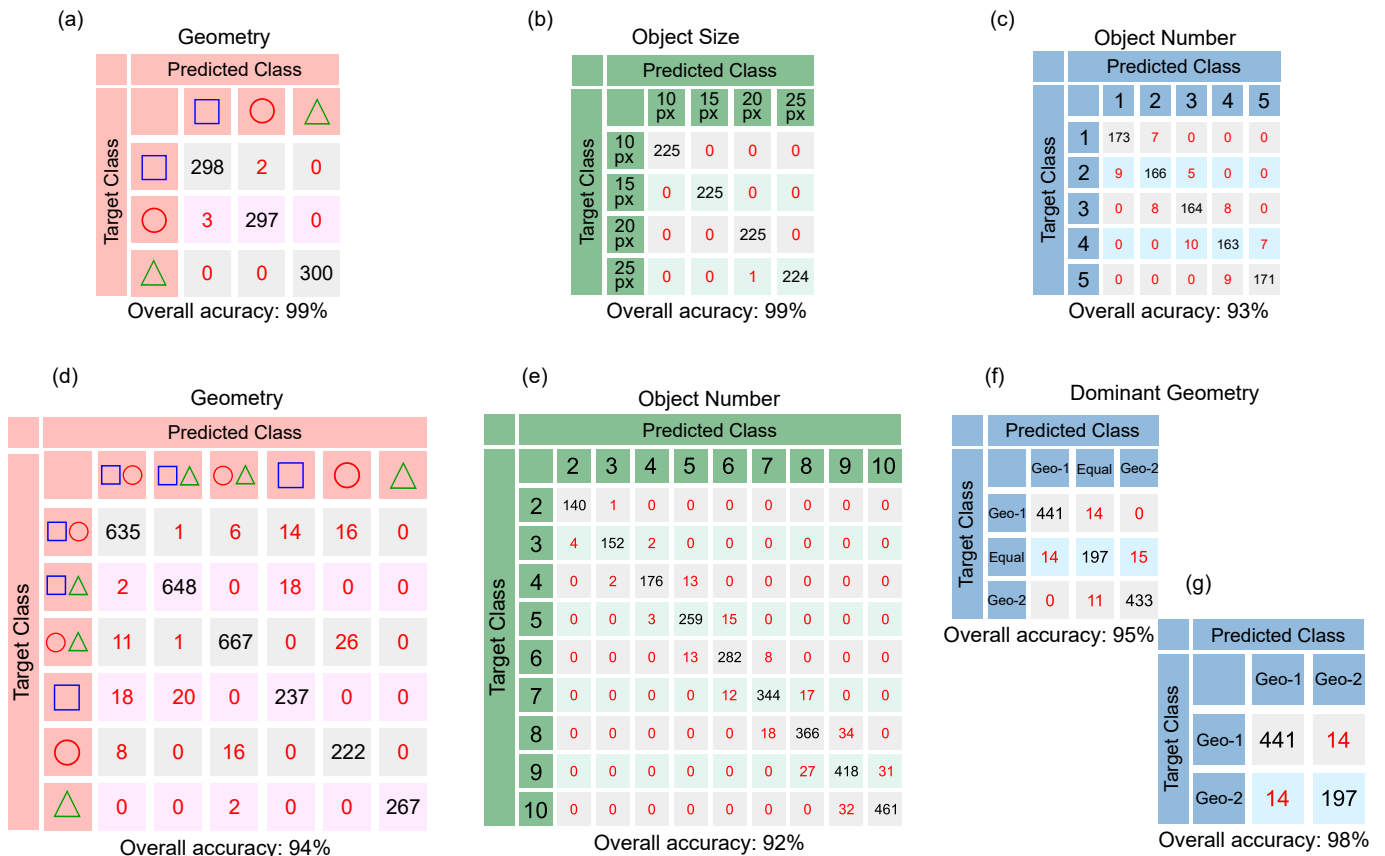 (a)
Geometry
Predicted Class
Target Class
298 2 0
3 297 0
0 0 300
Overall acuracy: 99%
(b)
Object Size
Predicted Class
Target Class
10 px 15 px 20 px 25 px
10 px 225 0 0 0
15 px 0 225 0 0
20 px 0 0 225 0
25 px 0 0 1 224
Overall acuracy: 99%
(c)
Object Number
Predicted Class
Target Class
1 2 3 4 5
1 173 7 0 0 0
2 9 166 5 0 0
3 0 8 164 8 0
4 0 0 10 163 7
5 0 0 0 9 171
Overall acuracy: 93%
(d)
Geometry
Predicted Class
Target Class
635 1 6 14 16 0
2 648 0 18 0 0
11 1 667 0 26 0
18 20 0 237 0 0
8 0 16 0 222 0
0 0 2 0 0 267
Overall accuracy: 94%
(e)
Object Number
Predicted Class
Target Class
2 3 4 5 6 7 8 9 10
2 140 1 0 0 0 0 0 0 0
3 4 152 2 0 0 0 0 0 0
4 0 2 176 13 0 0 0 0 0
5 0 0 3 259 15 0 0 0 0
6 0 0 0 13 282 8 0 0 0
7 0 0 0 0 12 344 17 0 0
8 0 0 0 0 0 18 366 34 0
9 0 0 0 0 0 0 27 418 31
10 0 0 0 0 0 0 0 32 461
Overall accuracy: 92%
(f)
Dominant Geometry
Predicted Class
Target Class
Geo-1 Equal Geo-2
Geo-1 441 14 0
Equal 14 197 15
Geo-2 0 11 433
Overall accuracy: 95%
(g)
Predicted Class
Target Class
Geo-1 Geo-2
Geo-1 441 14
Geo-2 14 197
Overall accuracy: 98%